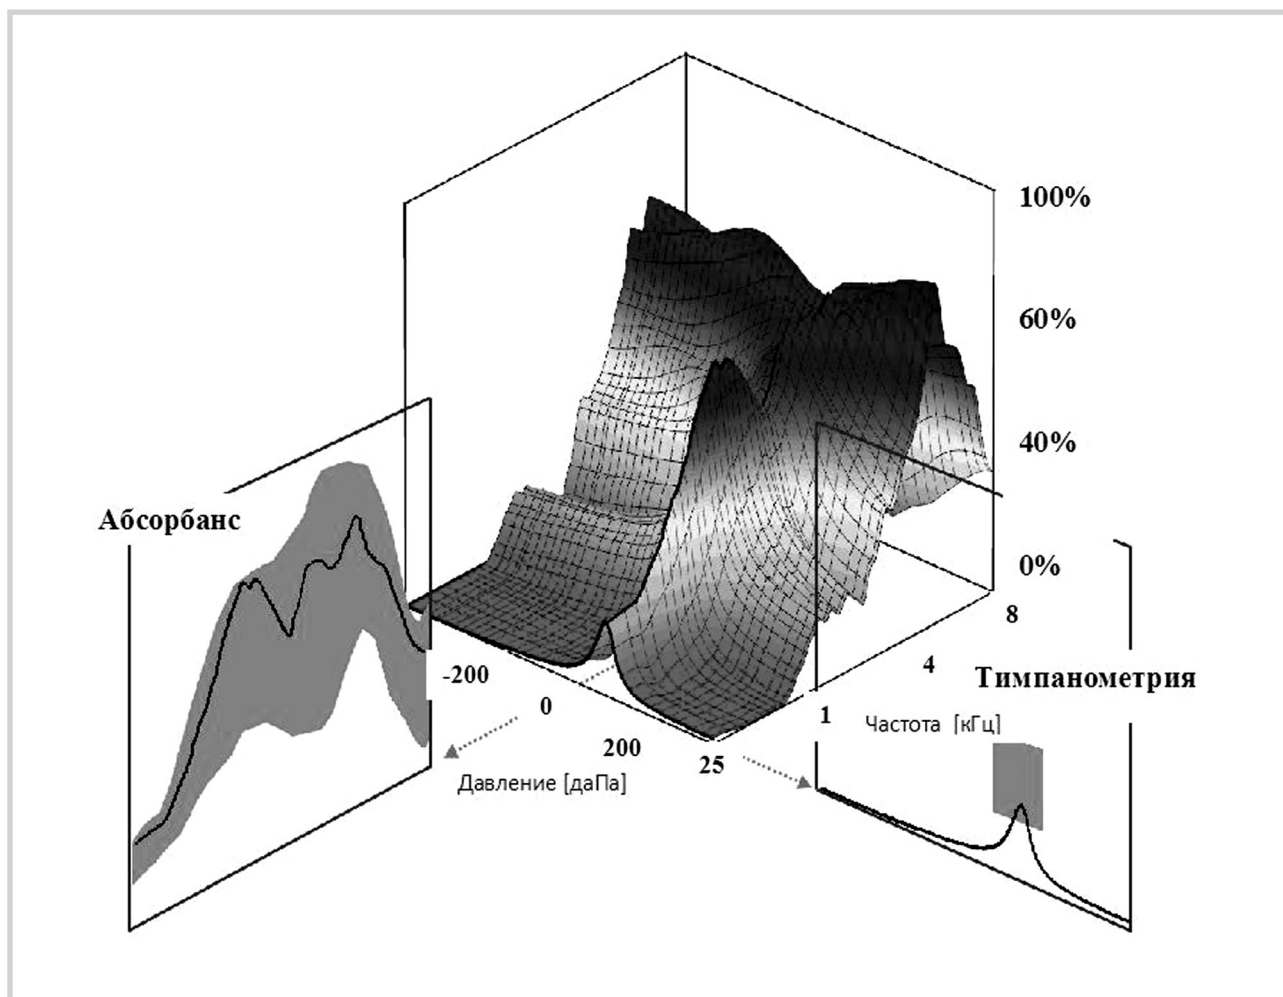 100%
60%
Абсорбанс
40%
0%
8
4
-200
Тимпанометрия
0
1
Частота [кГц]
200
25
Давление [даПа]